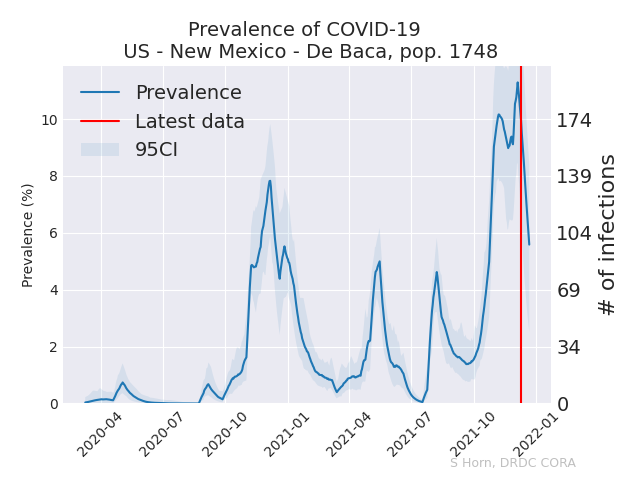 Prevalence of COVID-19
US - New Mexico - De Baca, pop. 1748
Prevalence
Latest data
95CI
Prevalence (%)
10
8
6
4
2
0
174
139
104
69
34
0
# of infections
2020-04
2020-07
2020-10
2021-01
2021-04
2021-07
2021-10
2022-01
S Horn, DRDC CORA